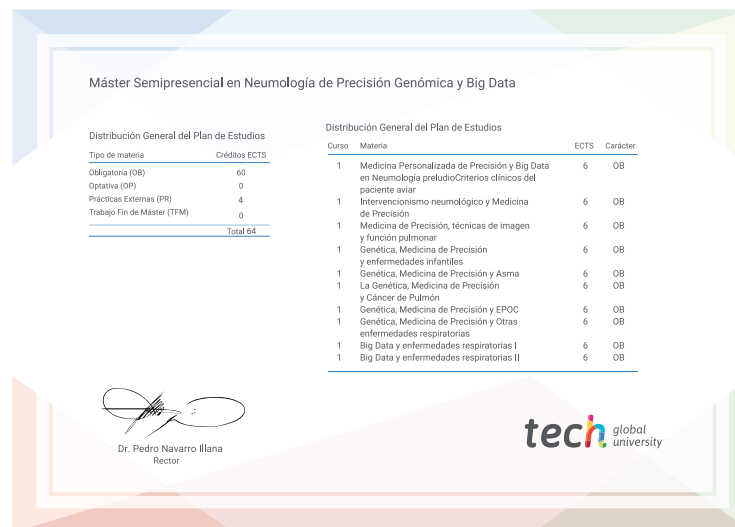 Máster Semipresencial en Neumología de Precisión Genómica y Big Data
Distribución General del Plan de Estudios
Tipo de materia Créditos ECTS
Obligatoria (OB) 60
Optativa (OP) 0
Prácticas Externas (PR) 4
Trabajo Fin de Máster (TFM) 0
Total 64
Distribución General del Plan de Estudios
Curso Materia ECTS Carácter
1 Medicina Personalizada de Precisión y Big Data 6 OB
en Neumología preludioCriterios clínicos del
paciente aviar
1 Intervencionismo neumológico y Medicina 6 OB
de Precisión
1 Medicina de Precisión, técnicas de imagen 6 OB
y función pulmonar
1 Genética, Medicina de Precisión 6 OB
y enfermedades infantiles
1 Genética, Medicina de Precisión y Asma 6 OB
1 La Genética, Medicina de Precisión 6 OB
y Cáncer de Pulmón
1 Genética, Medicina de Precisión y EPOC 6 OB
1 Genética, Medicina de Precisión y Otras 6 OB
enfermedades respiratorias
1 Big Data y enfermedades respiratorias I 6 OB
1 Big Data y enfermedades respiratorias II 6 OB
Dr. Pedro Navarro Illana
Rector
tech global
university